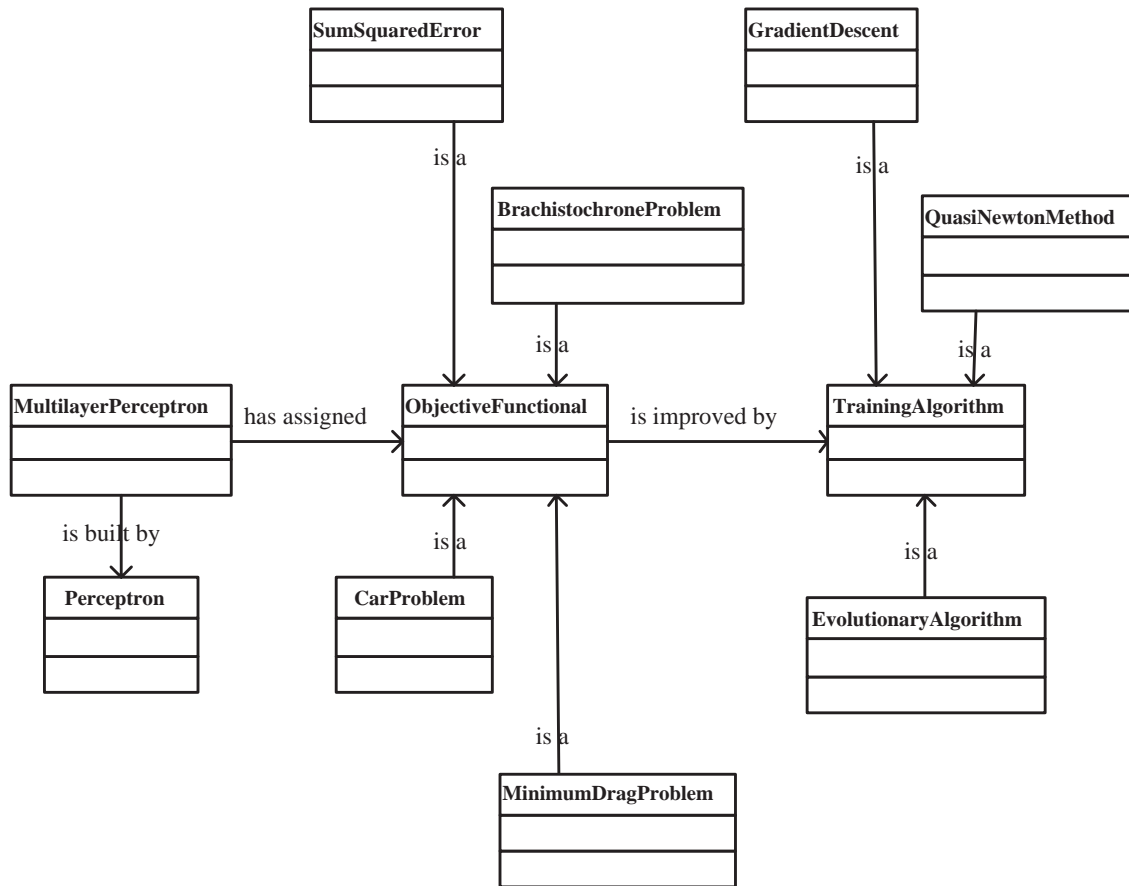 SumSquaredError
GradientDescent
is a
is a
BrachistochroneProblem
QuasiNewtonMethod
is a
is a
MultilayerPerceptron
has assigned
ObjectiveFunctional
is improved by
TrainingAlgorithm
is built by
is a
is a
Perceptron
CarProblem
EvolutionaryAlgorithm
is a
MinimumDragProblem